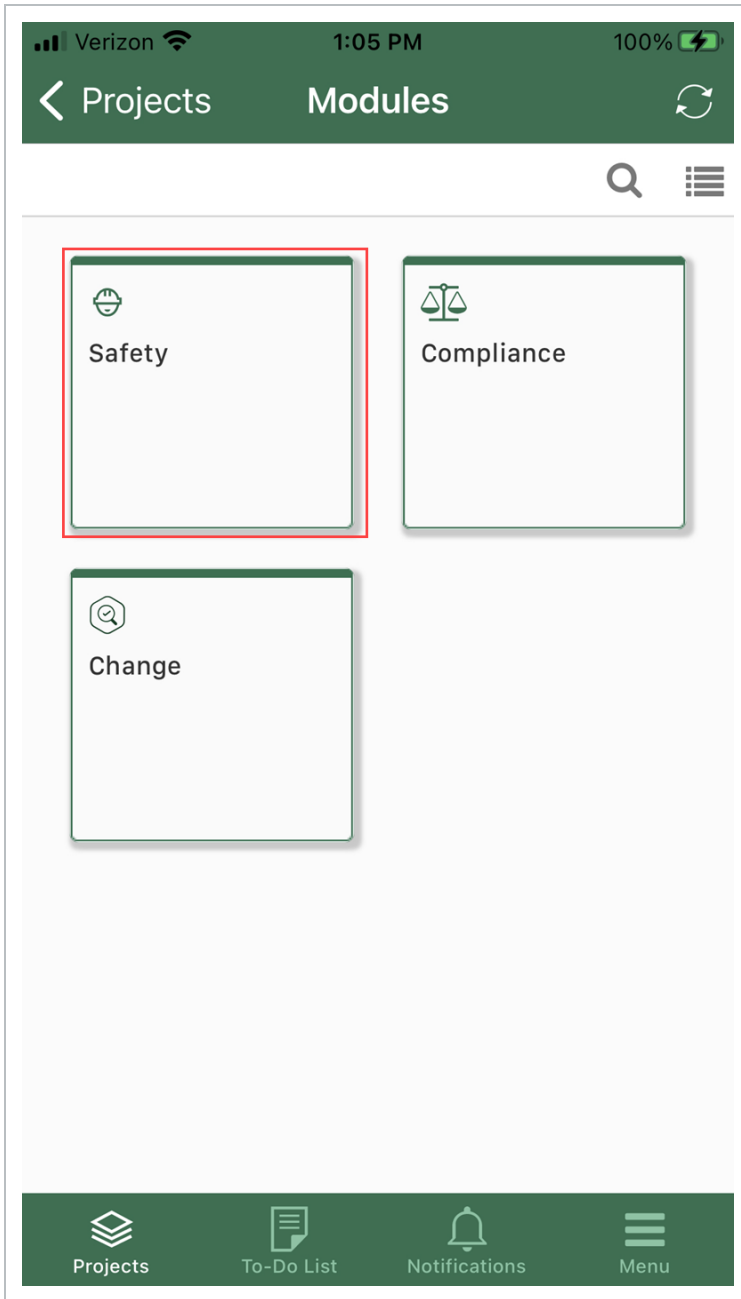 Verizon 1:05 PM 100%
Projects Modules
Safety Compliance
Change
Projects To-Do List Notifications Menu